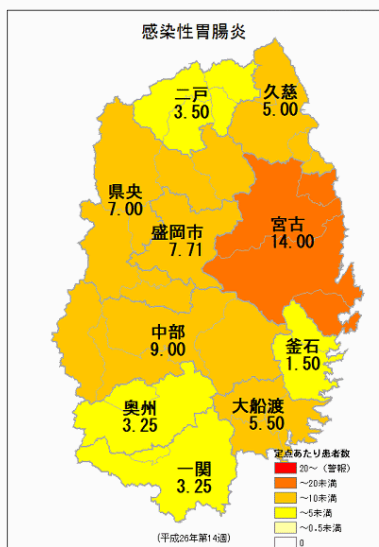 感染性胃腸炎
二戸
3.50
久慈
5.00
県央
7.00
盛岡市
7.71
宮古
14.00
中部
9.00
釜石
1.50
奥州
3.25
大船渡
5.50
一関
3.25
定点あたり患者数
20～（警報）
～20未満
～10未満
～5未満
～0.5未満
0
(平成26年第14週)